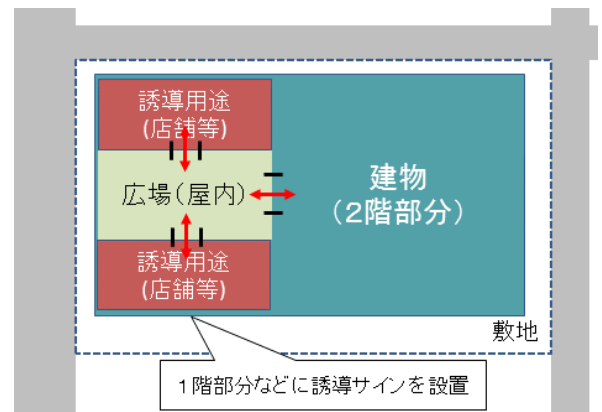 誘導用途
(店舗等)
広場(屋内)
建物
(2階部分)
誘導用途
(店舗等)
敷地
1階部分などに誘導サインを設置